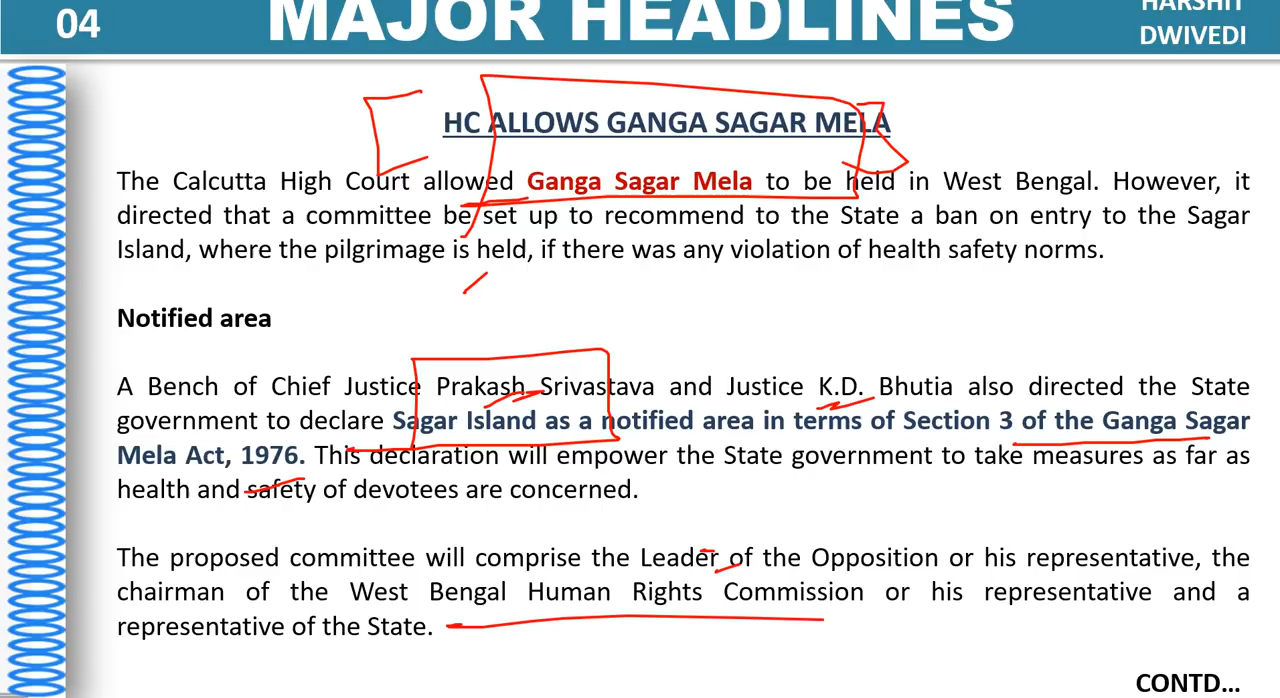 04
MAJOR HEADLINES
HARSHIT
DWIVEDI
HC ALLOWS GANGA SAGAR MELA
The Calcutta High Court allowed Ganga Sagar Mela to be held in West Bengal. However, it
directed that a committee be set up to recommend to the State a ban on entry to the Sagar
Island, where the pilgrimage is held, if there was any violation of health safety norms.
Notified area
A Bench of Chief Justice Prakash Srivastava and Justice K.D. Bhutia also directed the State
government to declare Sagar Island as a notified area in terms of Section 3 of the Ganga Sagar
Mela Act, 1976. This declaration will empower the State government to take measures as far as
health and safety of devotees are concerned.
The proposed committee will comprise the Leader of the Opposition or his representative, the
chairman of the West Bengal Human Rights Commission or his representative and a
representative of the State.
CONTD...